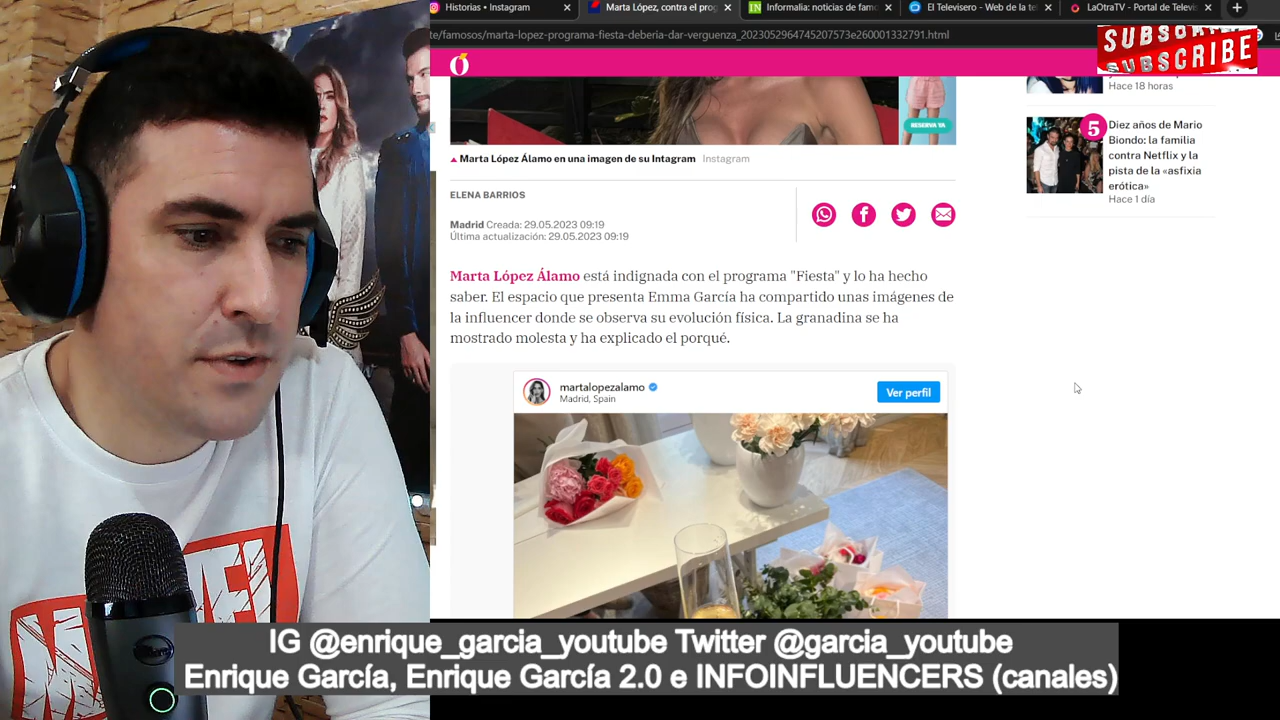 Historias • Instagram
Marta López, contra el prog
Informalia: noticias de famo
El Televisero - Web de la te
LaOtraTV - Portal de Televis
te/famosos/marta-lopez-programa-fiesta-deberia-dar-verguenza_2023052964745207573e260001332791.html
SUBSCRIBE
SUBSCRIBE
Hace 18 horas
RESERVA YA
5
Diez años de Mario
Biondo: la familia
contra Netflix y la
pista de la «asfixia
erótica»
Hace 1 día
Marta López Álamo en una imagen de su Intagram Instagram
ELENA BARRIOS
Madrid Creada: 29.05.2023 09:19
Última actualización: 29.05.2023 09:19
Marta López Álamo está indignada con el programa "Fiesta" y lo ha hecho
saber. El espacio que presenta Emma García ha compartido unas imágenes de
la influencer donde se observa su evolución física. La granadina se ha
mostrado molesta y ha explicado el porqué.
martalopezalamo
Madrid, Spain
Ver perfil
IG @enrique_garcia_youtube Twitter @garcia_youtube
Enrique García, Enrique García 2.0 e INFOINFLUENCERS (canales)